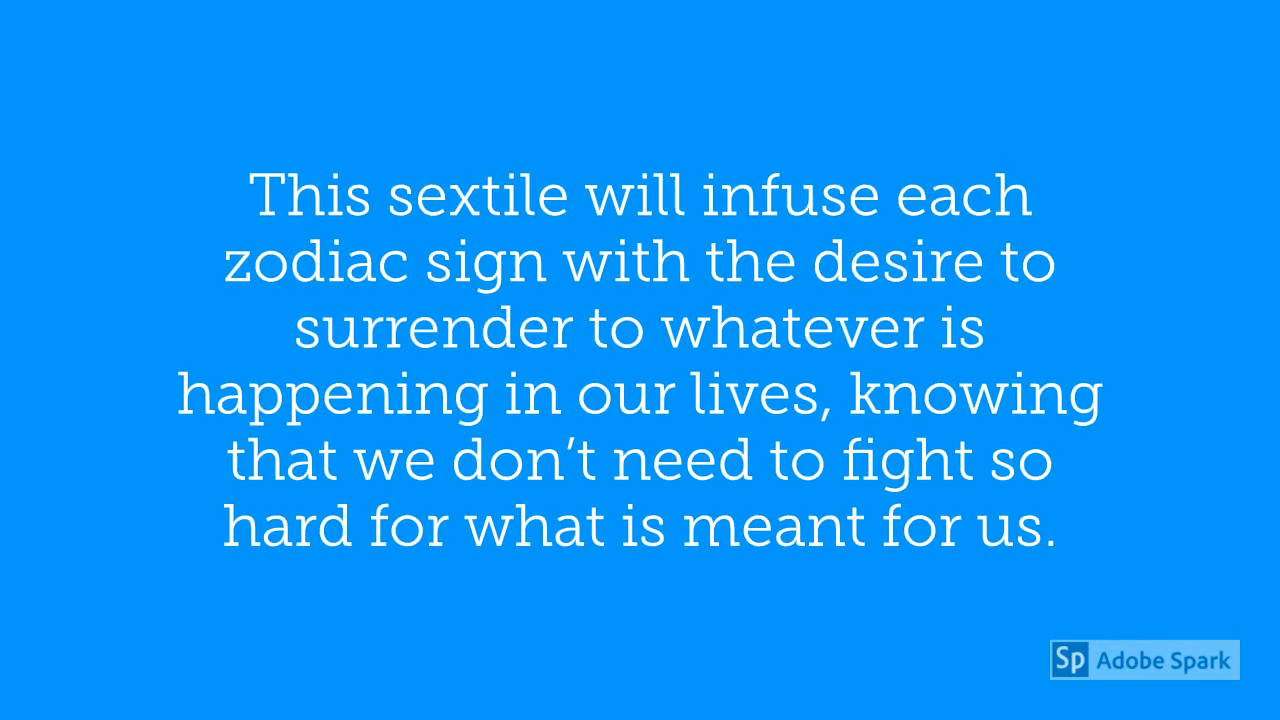 This sextile will infuse each
zodiac sign with the desire to
surrender to whatever is
happening in our lives, knowing
that we don’t need to fight so
hard for what is meant for us.
Sp Adobe Spark